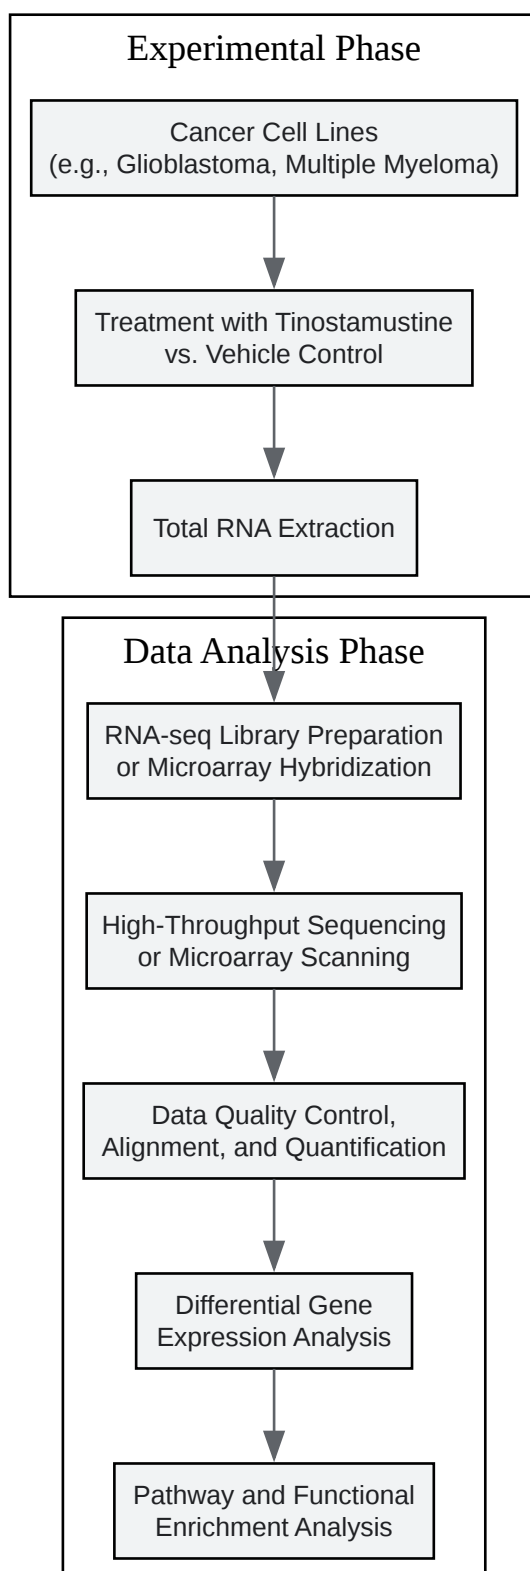 Experimental Phase
Cancer Cell Lines
(e.g., Glioblastoma, Multiple Myeloma)
Treatment with Tinostamustine
vs. Vehicle Control
Total RNA Extraction
Data Analysis Phase
RNA-seq Library Preparation
or Microarray Hybridization
High-Throughput Sequencing
or Microarray Scanning
Data Quality Control,
Alignment, and Quantification
Differential Gene
Expression Analysis
Pathway and Functional
Enrichment Analysis